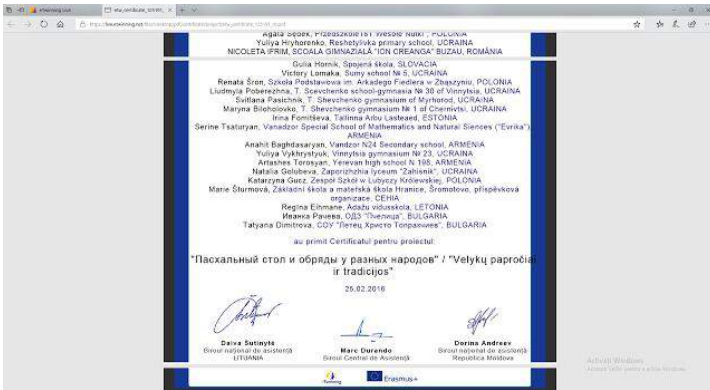 Agata Sędek, Przedszkole 181 "Wesołe Nutki", POLONIA
Yuliya Hryhorenko, Reshetylivka primary school, UCRAINA
NICOLETA IFRIM, SCOALA GIMNAZIALĂ "ION CREANGA" BUZAU, ROMÂNIA
Gulia Hornik, Spojená škola, SLOVACIA
Victory Lomaka, Sumy school № 5, UCRAINA
Renata Šron, Szkoła Podstawowa im. Arkadego Fiedlera w Zbąszyniu, POLONIA
Liudmyla Poberezhna, T. Scevchenko school-gymnasia № 30 of Vinnytsia, UCRAINA
Svitlana Pasichnik, T. Shevchenko gymnasium of Myrhorod, UCRAINA
Maryna Biloholovko, T. Shevchenko gymnasium № 1 of Chernivtsi, UCRAINA
Irina Fomitševa, Tallinna Arbu Lasteaed, ESTONIA
Serine Tsaturyan, Vanadzor Special School of Mathematics and Natural Siences ("Evrika")
ARMENIA
Anahit Baghdasaryan, Vandzor N24 Secondary school, ARMENIA
Yuliya Vykhrystyuk, Vinnytsia gymnasium № 23, UCRAINA
Artashes Torosyan, Yerevan high school N 198, ARMENIA
Natalia Golubeva, Zaporizhzhia lyceum "Zahisnik", UCRAINA
Katarzyna Gucz, Zespół Szkół w Lubyczy Królewskiej, POLONIA
Marie Šturmová, Základní škola a mateřská škola Hranice, Šromotovo, příspěvková
organizace, CEHIA
Regīna Eihmane, Ādažu vidusskola, LETONIA
Иванка Рачева, ОДЗ "Пчелица", BULGARIA
Tatyana Dimitrova, СОУ "Летец Христо Топракчиев", BULGARIA
au primit Certificatul pentru proiectul:
"Пасхальный стол и обряды у разных народов" / "Velykų papročiai
ir tradicijos"
25.02.2016
Daiva Šutinytė
Biroul național de asistență
LITUANIA
Marc Durando
Biroul Central de Asistență
Dorina Andreev
Biroul național de asistență
Republica Moldova
Activați Windows
Erasmus+